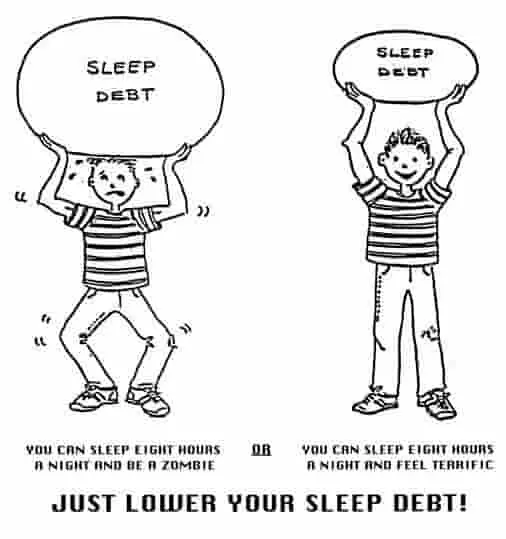 SLEEP
DEBT
SLEEP
DEBT
YOU CAN SLEEP EIGHT HOURS
A NIGHT AND BE A ZOMBIE
OR
YOU CAN SLEEP EIGHT HOURS
A NIGHT AND FEEL TERRIFIC
JUST LOWER YOUR SLEEP DEBT!